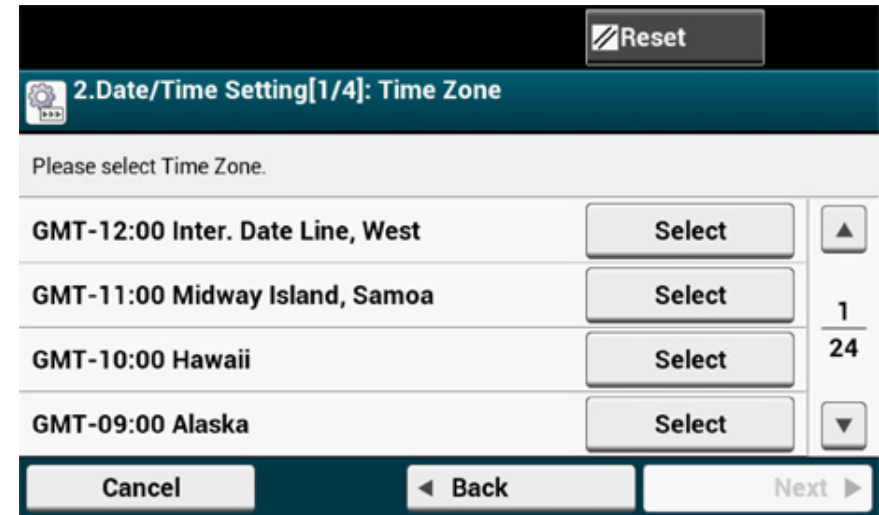 Reset
2.Date/Time Setting[1/4]: Time Zone
Please select Time Zone.
GMT-12:00 Inter. Date Line, West Select
GMT-11:00 Midway Island, Samoa Select
1
GMT-10:00 Hawaii Select
24
GMT-09:00 Alaska Select
Cancel Back Next